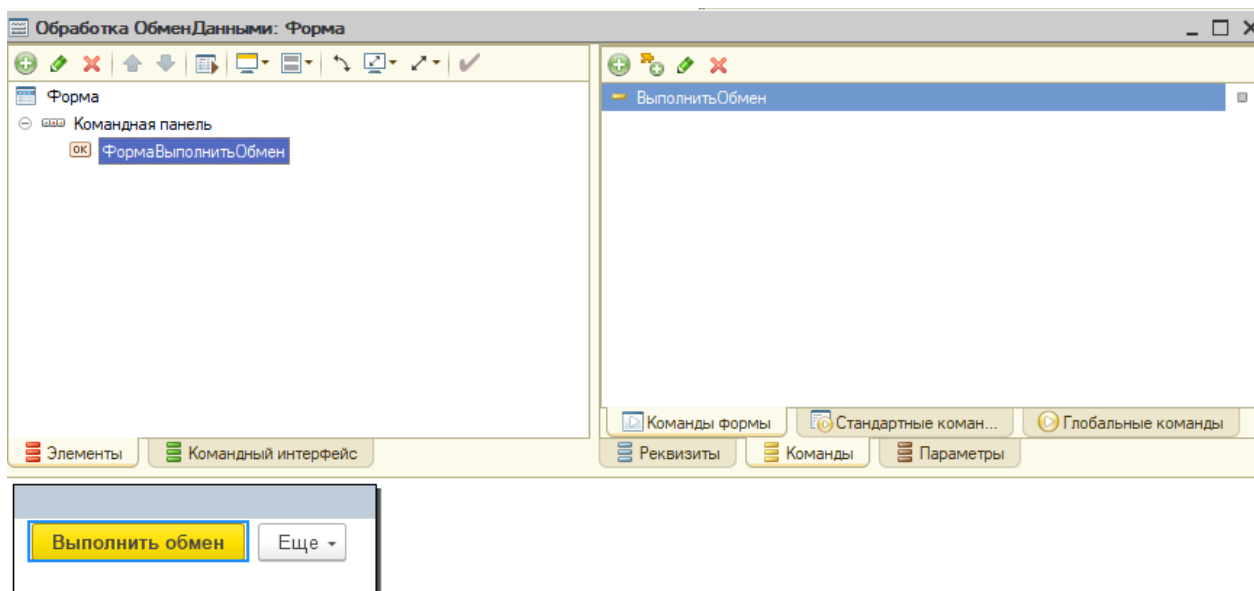 Обработка ОбменДанными: Форма
Форма
Командная панель
OK ФормаВыполнитьОбмен
Элементы
Командный интерфейс
ВыполнитьОбмен
Команды формы
Стандартные коман...
Глобальные команды
Реквизиты
Команды
Параметры
Выполнить обмен
Еще